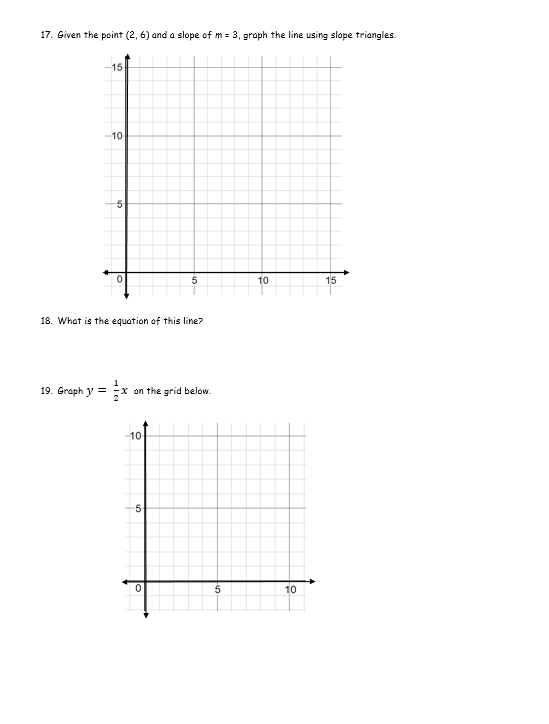 17. Given the point (2, 6) and a slope of m = 3, graph the line using slope triangles.
15
10
5
0 5 10 15
18. What is the equation of this line?
19. Graph y = 1/2 x on the grid below.
10
5
0 5 10